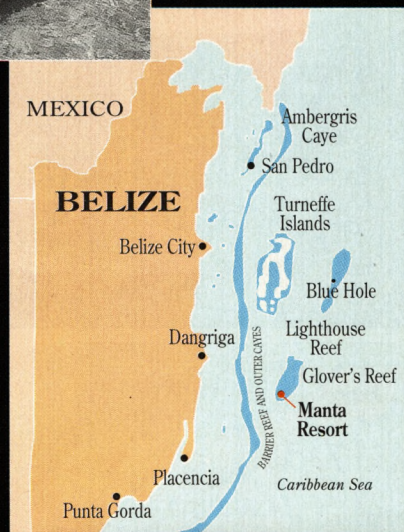 MEXICO
Ambergris
Caye
San Pedro
BELIZE
Turneffe
Islands
Belize City
Blue Hole
Dangriga
Lighthouse
Reef
Glover's Reef
BARRIER REEF AND OUTER CAYES
Manta
Resort
Placencia
Caribbean Sea
Punta Gorda